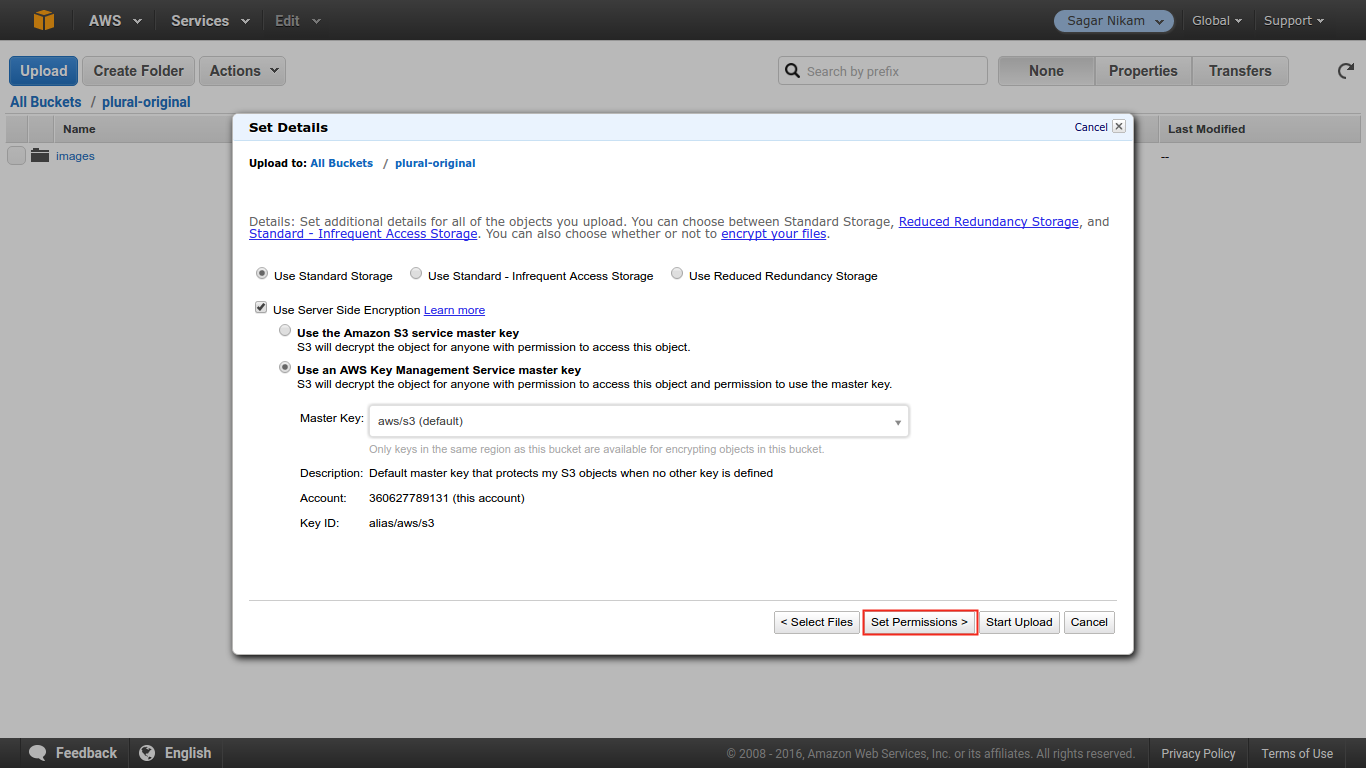 AWS Services Edit Sagar Nikam Global Support
Upload Create Folder Actions Search by prefix None Properties Transfers
All Buckets / plural-original
Name Last Modified
images --
Set Details Cancel
Upload to: All Buckets / plural-original
Details: Set additional details for all of the objects you upload. You can choose between Standard Storage, Reduced Redundancy Storage, and
Standard - Infrequent Access Storage. You can also choose whether or not to encrypt your files.
Use Standard Storage Use Standard - Infrequent Access Storage Use Reduced Redundancy Storage
Use Server Side Encryption Learn more
Use the Amazon S3 service master key
S3 will decrypt the object for anyone with permission to access this object.
Use an AWS Key Management Service master key
S3 will decrypt the object for anyone with permission to access this object and permission to use the master key.
Master Key: aws/s3 (default)
Only keys in the same region as this bucket are available for encrypting objects in this bucket.
Description: Default master key that protects my S3 objects when no other key is defined
Account: 360627789131 (this account)
Key ID: alias/aws/s3
< Select Files Set Permissions > Start Upload Cancel
Feedback English © 2008 - 2016, Amazon Web Services, Inc. or its affiliates. All rights reserved. Privacy Policy Terms of Use